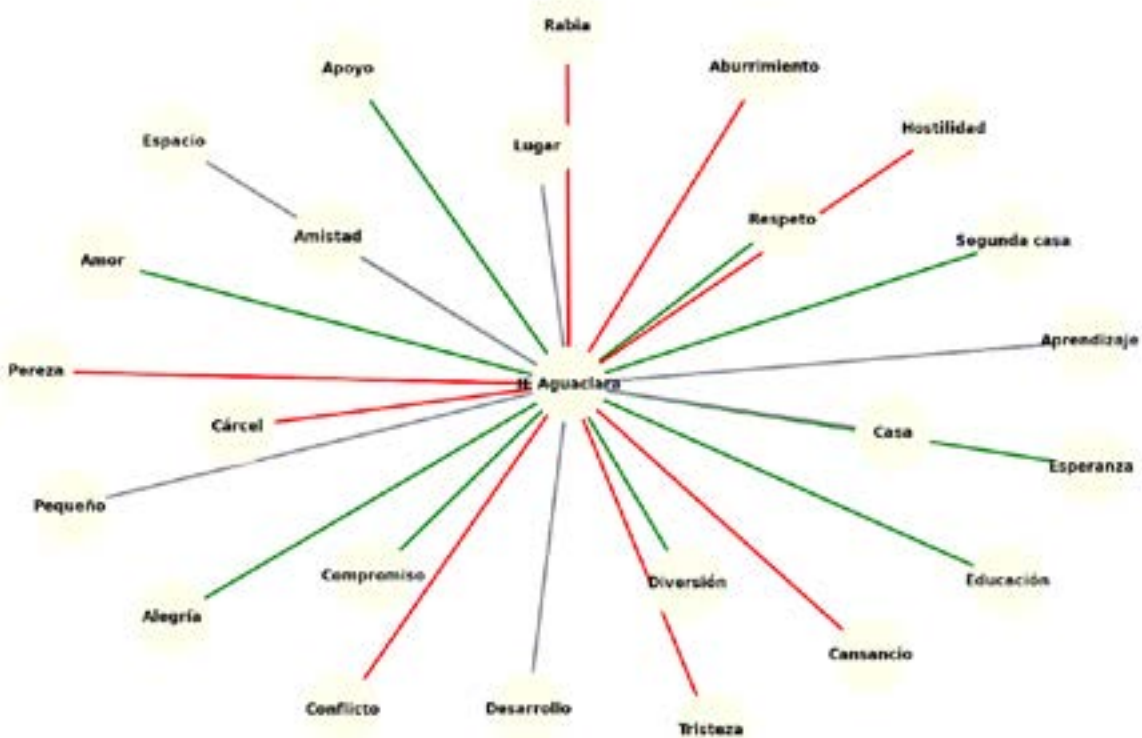 Rabia
Apoyo
Aburrimiento
Espacio
Lugar
Hostilidad
Amistad
Respeto
Amor
Segunda casa
Aprendizaje
Pereza
IE Aguaclara
Cárcel
Casa
Esperanza
Pequeño
Compromiso
Diversión
Educación
Alegría
Cansancio
Conflicto
Desarrollo
Tristeza